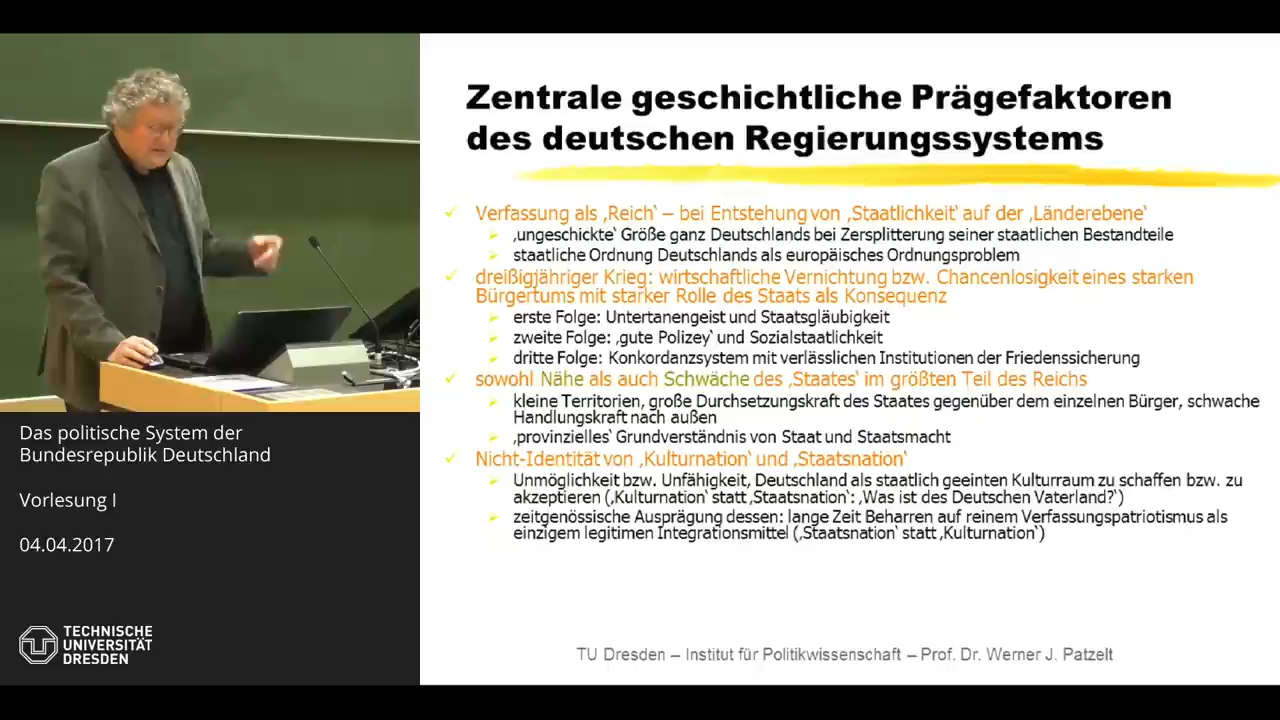 Zentrale geschichtliche Prägefaktoren
des deutschen Regierungssystems
Verfassung als ‚Reich‘ – bei Entstehung von ‚Staatlichkeit‘ auf der ‚Länderebene‘
‚ungeschickte‘ Größe ganz Deutschlands bei Zersplitterung seiner staatlichen Bestandteile
staatliche Ordnung Deutschlands als europäisches Ordnungsproblem
dreißigjähriger Krieg: wirtschaftliche Vernichtung bzw. Chancenlosigkeit eines starken
Bürgertums mit starker Rolle des Staats als Konsequenz
erste Folge: Untertanengeist und Staatsgläubigkeit
zweite Folge: ‚gute Polizey‘ und Sozialstaatlichkeit
dritte Folge: Konkordanzsystem mit verlässlichen Institutionen der Friedenssicherung
sowohl Nähe als auch Schwäche des ‚Staates‘ im größten Teil des Reichs
kleine Territorien, große Durchsetzungskraft des Staates gegenüber dem einzelnen Bürger, schwache
Handlungskraft nach außen
‚provinzielles‘ Grundverständnis von Staat und Staatsmacht
Nicht-Identität von ‚Kulturnation‘ und ‚Staatsnation‘
Unmöglichkeit bzw. Unfähigkeit, Deutschland als staatlich geeinten Kulturraum zu schaffen bzw. zu
akzeptieren (‚Kulturnation‘ statt ‚Staatsnation‘: ‚Was ist des Deutschen Vaterland?‘)
zeitgenössische Ausprägung dessen: lange Zeit Beharren auf reinem Verfassungspatriotismus als
einzigem legitimen Integrationsmittel (‚Staatsnation‘ statt ‚Kulturnation‘)
TU Dresden – Institut für Politikwissenschaft – Prof. Dr. Werner J. Patzelt
Das politische System der
Bundesrepublik Deutschland
Vorlesung I
04.04.2017
TECHNISCHE
UNIVERSITÄT
DRESDEN